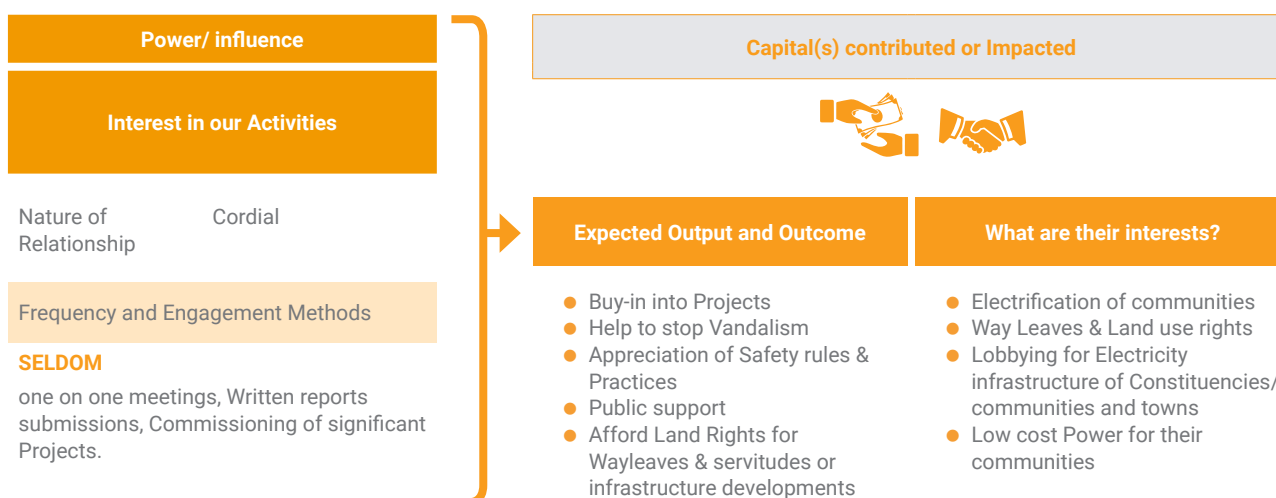 Power/ influence
Interest in our Activities
Nature of
Relationship
Cordial
Frequency and Engagement Methods
SELDOM
one on one meetings, Written reports
submissions, Commissioning of significant
Projects.
Capital(s) contributed or Impacted
Expected Output and Outcome
● Buy-in into Projects
● Help to stop Vandalism
● Appreciation of Safety rules &
Practices
● Public support
● Afford Land Rights for
Wayleaves & servitudes or
infrastructure developments
What are their interests?
● Electrification of communities
● Way Leaves & Land use rights
● Lobbying for Electricity
infrastructure of Constituencies/
communities and towns
● Low cost Power for their
communities